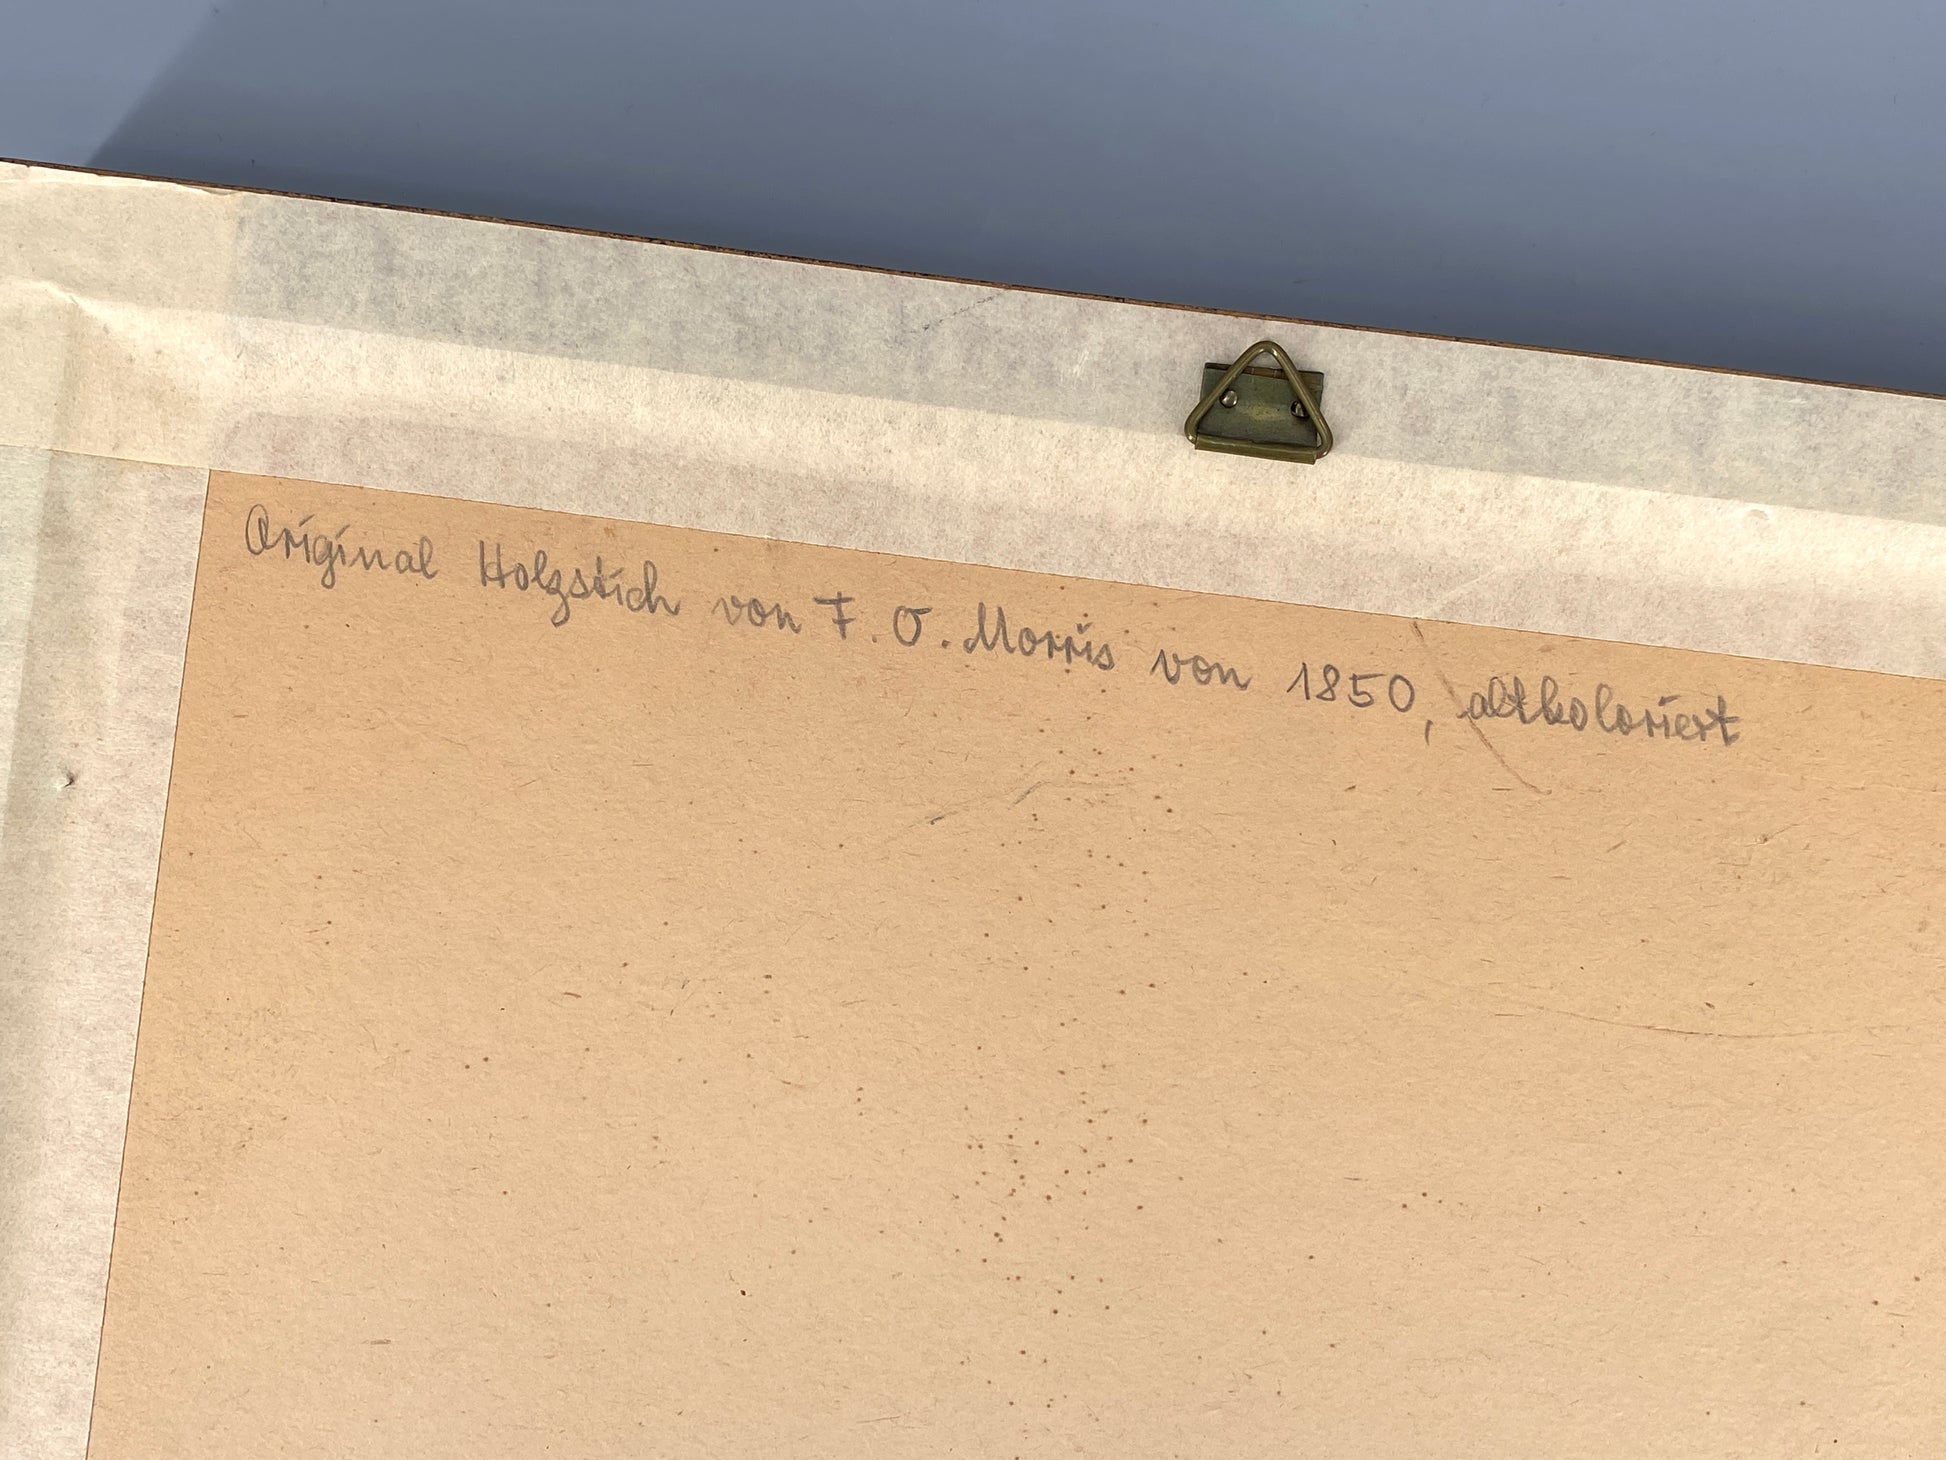 Original Holzstich von F. O. Morris von 1850, altkoloriert